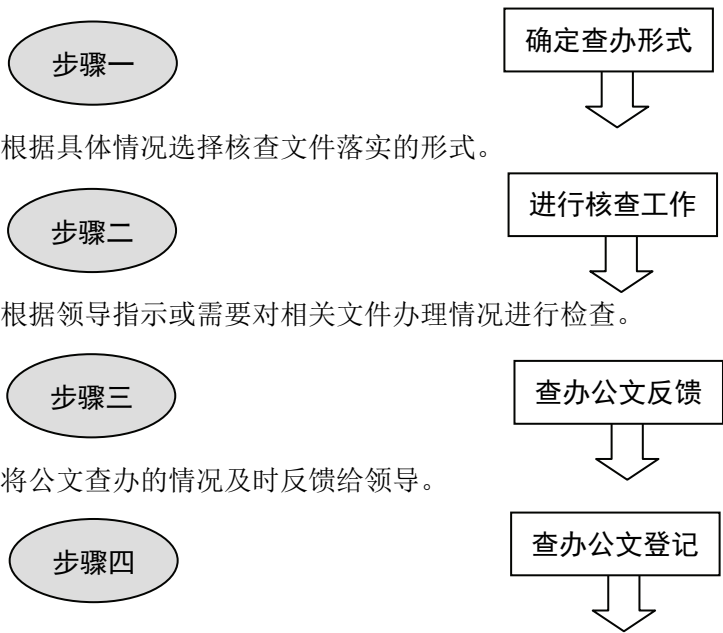 步骤一
确定查办形式
根据具体情况选择核查文件落实的形式。
步骤二
进行核查工作
根据领导指示或需要对相关文件办理情况进行检查。
步骤三
查办公文反馈
将公文查办的情况及时反馈给领导。
步骤四
查办公文登记